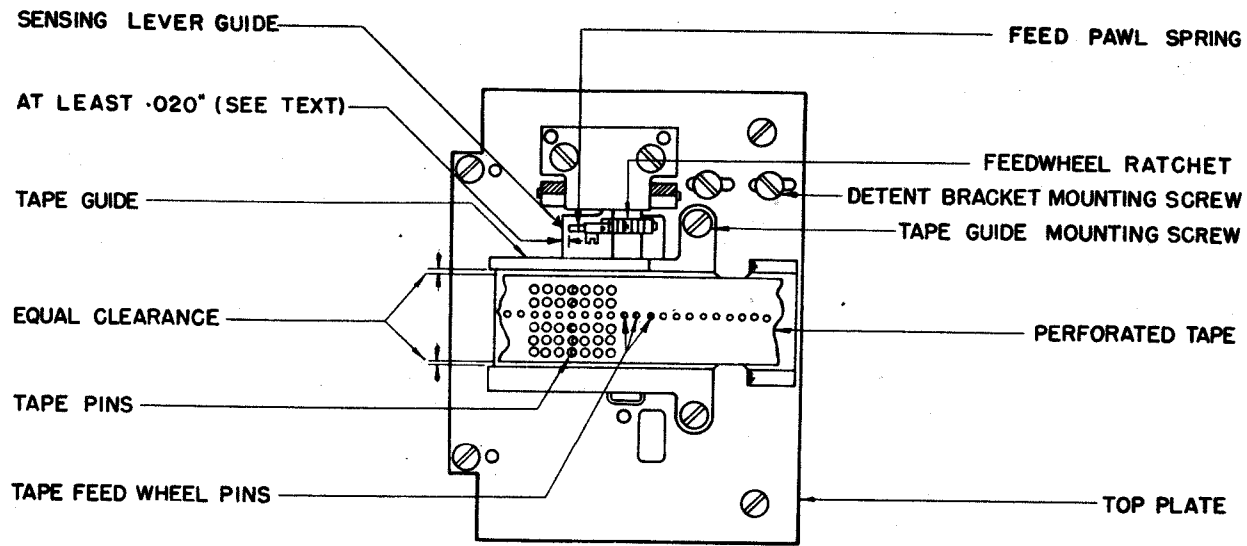 SENSING LEVER GUIDE
AT LEAST .020" (SEE TEXT)
TAPE GUIDE
EQUAL CLEARANCE
TAPE PINS
TAPE FEED WHEEL PINS
FEED PAWL SPRING
FEEDWHEEL RATCHET
DETENT BRACKET MOUNTING SCREW
TAPE GUIDE MOUNTING SCREW
PERFORATED TAPE
TOP PLATE